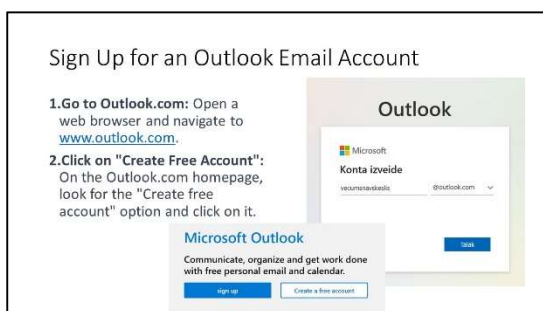 Sign Up for an Outlook Email Account
1.Go to Outlook.com: Open a
web browser and navigate to
www.outlook.com.
2.Click on "Create Free Account":
On the Outlook.com homepage,
look for the "Create free
account" option and click on it.
Outlook
Microsoft
Konta izveide
vecumsnavskeslis @outlook.com
Tālāk
Microsoft Outlook
Communicate, organize and get work done
with free personal email and calendar.
sign up Create a free account